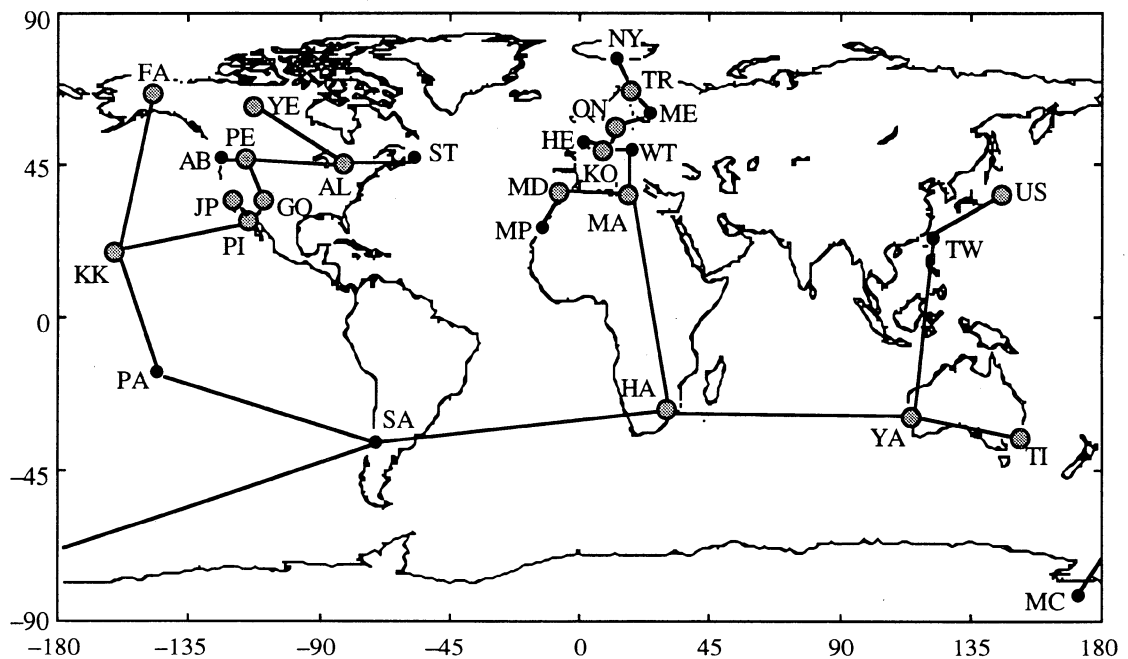 90
NY
FA
TR
YE
ON
ME
PE
HE
WT
AB
ST
45
KO
AL
MD
US
JP
GO
MA
MP
PI
TW
KK
0
PA
HA
SA
YA
TI
-45
MC
-90
-180 -135 -90 -45 0 45 90 135 180